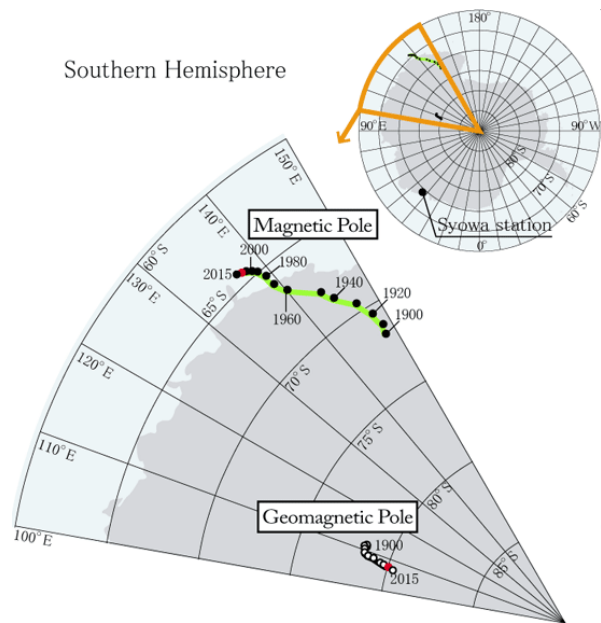 Southern Hemisphere
180°
90°E
90°W
80°S
70°S
60°S
Syowa station
0°
150°E
140°E
Magnetic Pole
60°S
2000
1980
2015
130°E
65°S
1940
1920
1960
1900
120°E
70°S
110°E
75°S
80°S
Geomagnetic Pole
100°E
1900
85°S
2015